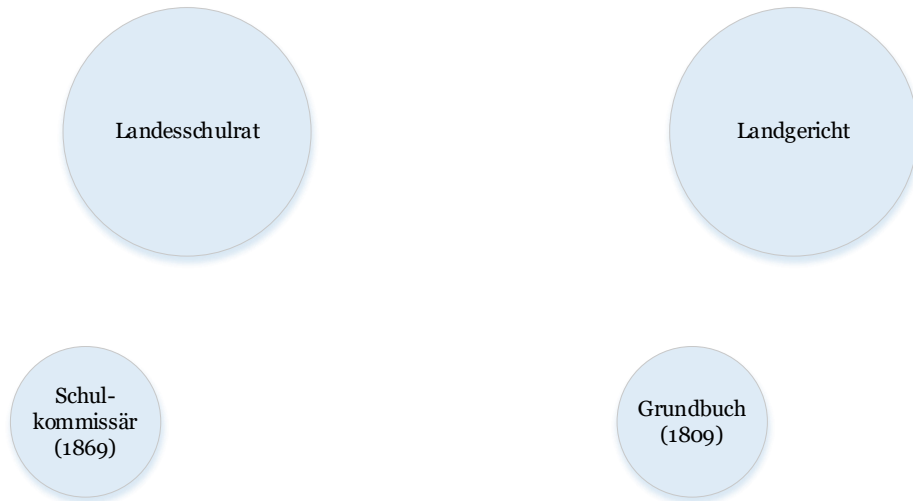 Landesschulrat
Landgericht
Schul-
kommissär
(1869)
Grundbuch
(1809)